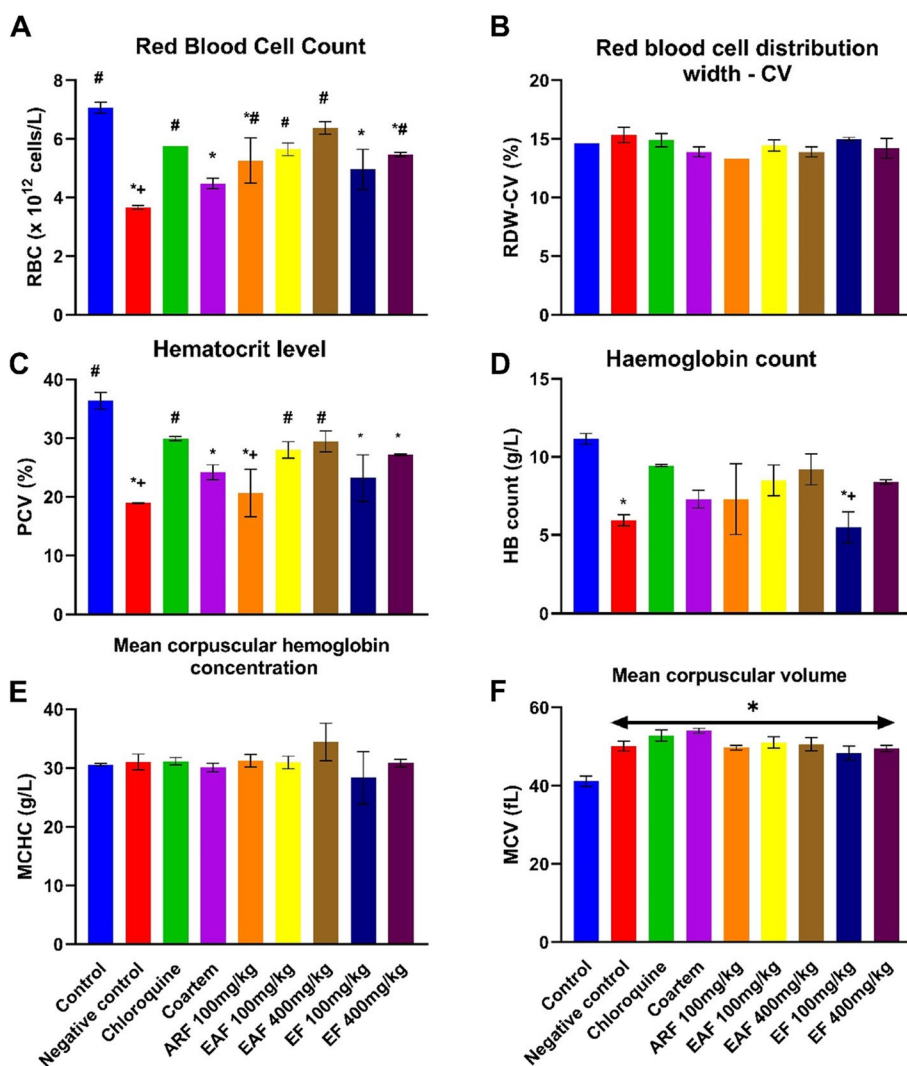 A
Red Blood Cell Count
RBC (x 10¹² cells/L)
8
6
4
2
0
#
*+
#
*
*#
#
#
*
*#
B
Red blood cell distribution
width - CV
RDW-CV (%)
20
15
10
5
0
C
Hematocrit level
PCV (%)
40
30
20
10
0
#
*+
#
*
*+
#
#
*
*
D
Haemoglobin count
HB count (g/L)
15
10
5
0
*
*+
E
Mean corpuscular hemoglobin
concentration
MCHC (g/L)
40
30
20
10
0
Control
Negative control
Chloroquine
Coartem
ARF 100mg/kg
EAF 100mg/kg
EAF 400mg/kg
EF 100mg/kg
EF 400mg/kg
F
Mean corpuscular volume
MCV (fL)
60
40
20
0
*
Control
Negative control
Chloroquine
Coartem
ARF 100mg/kg
EAF 100mg/kg
EAF 400mg/kg
EF 100mg/kg
EF 400mg/kg